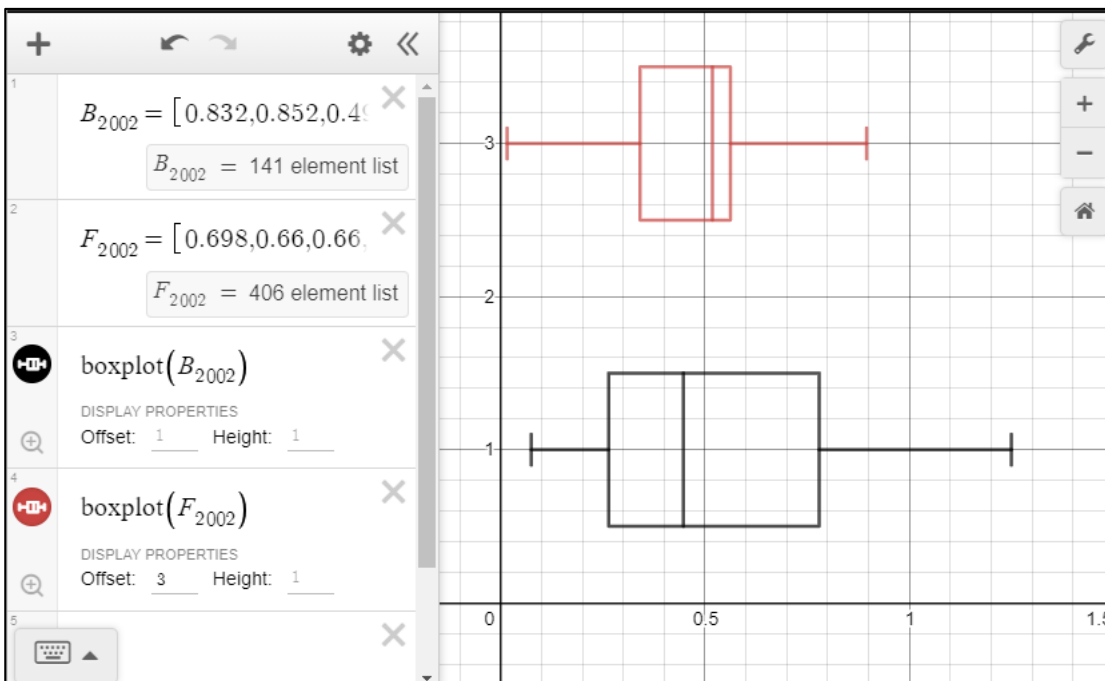 1
B2002 = [0.832,0.852,0.49
B2002 = 141 element list
2
F2002 = [0.698,0.66,0.66,
F2002 = 406 element list
3
boxplot(B2002)
DISPLAY PROPERTIES
Offset: 1 Height: 1
4
boxplot(F2002)
DISPLAY PROPERTIES
Offset: 3 Height: 1
5
3
2
1
0 0.5 1 1.5